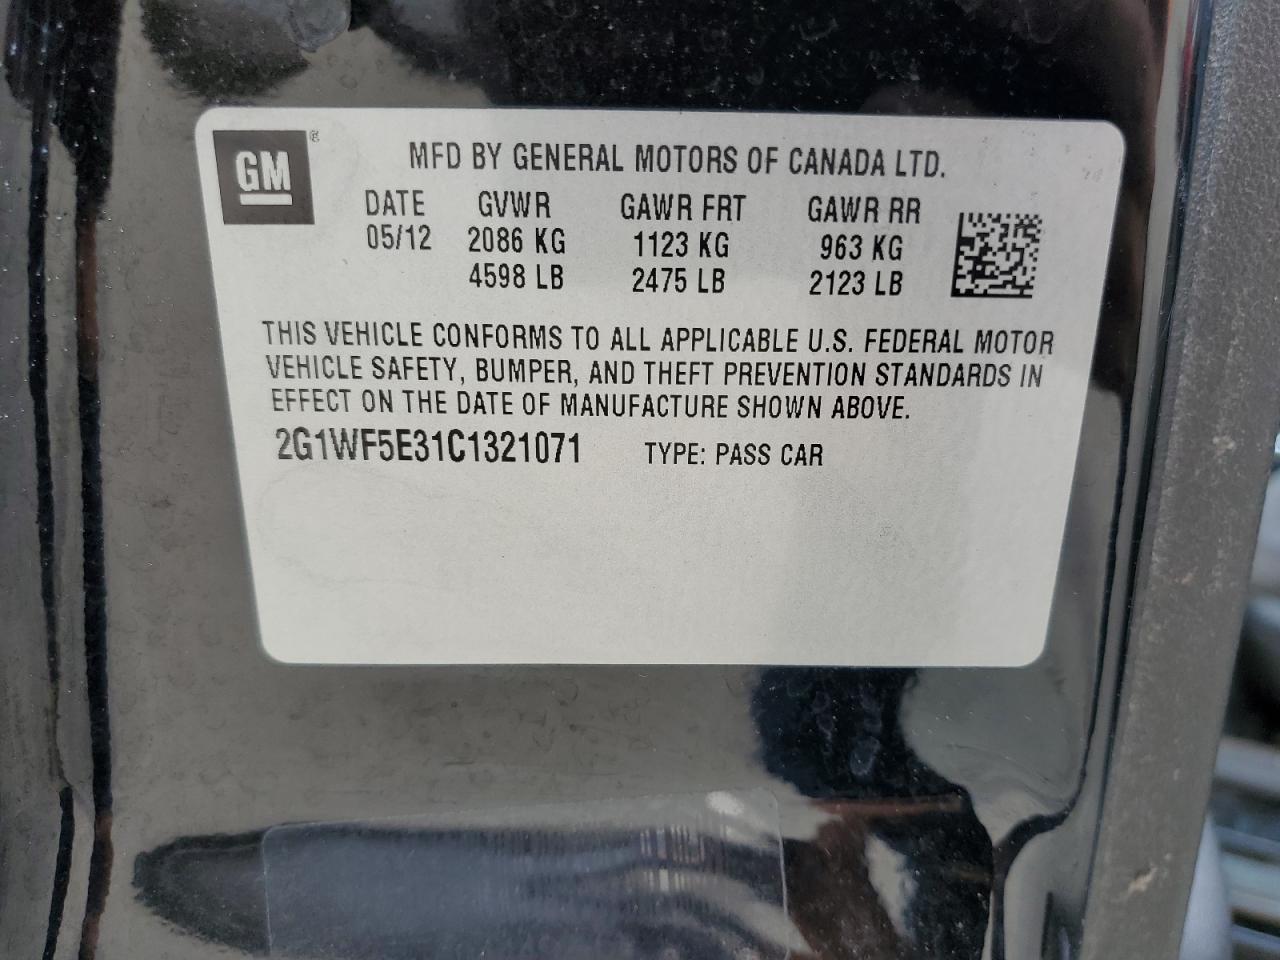 GM ®
MFD BY GENERAL MOTORS OF CANADA LTD.
DATE GVWR GAWR FRT GAWR RR
05/12 2086 KG 1123 KG 963 KG
4598 LB 2475 LB 2123 LB
THIS VEHICLE CONFORMS TO ALL APPLICABLE U.S. FEDERAL MOTOR
VEHICLE SAFETY, BUMPER, AND THEFT PREVENTION STANDARDS IN
EFFECT ON THE DATE OF MANUFACTURE SHOWN ABOVE.
2G1WF5E31C1321071 TYPE: PASS CAR